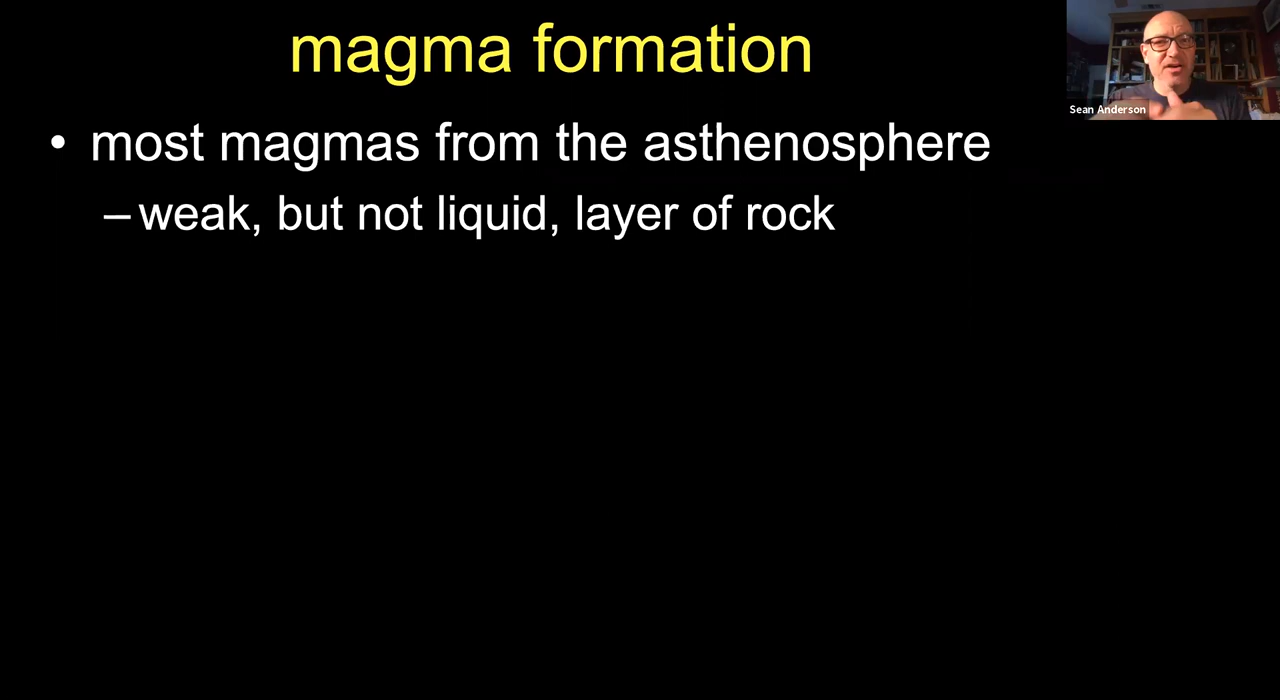 magma formation
Sean Anderson
• most magmas from the asthenosphere
– weak, but not liquid, layer of rock